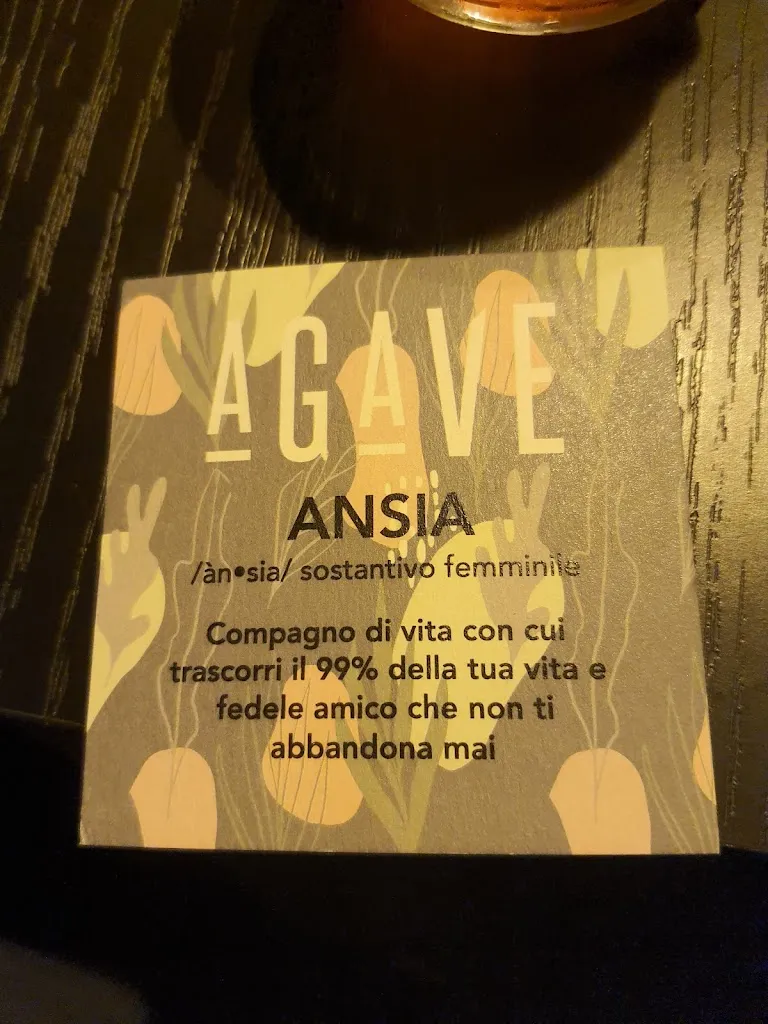 AGAVE
ANSIA
/àn•sia/ sostantivo femminile
Compagno di vita con cui
trascorri il 99% della tua vita e
fedele amico che non ti
abbandona mai